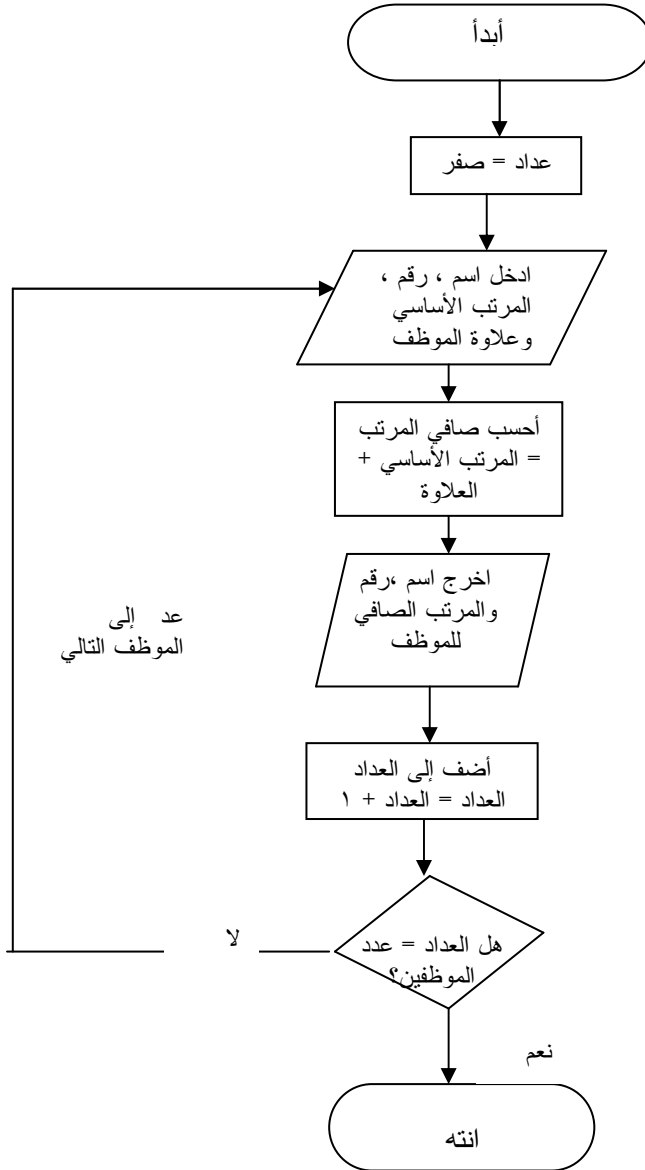 أبدأ
عداد = صفر
ادخل اسم ، رقم ،
المرتب الأساسي
وعلاوة الموظف
أحسب صافي المرتب
= المرتب الأساسي +
العلاوة
اخرج اسم ،رقم
والمرتب الصافي
للموظف
عد إلى
الموظف التالي
أضف إلى العداد
العداد = العداد + ١
هل العداد = عدد
الموظفين؟
لا
نعم
انته